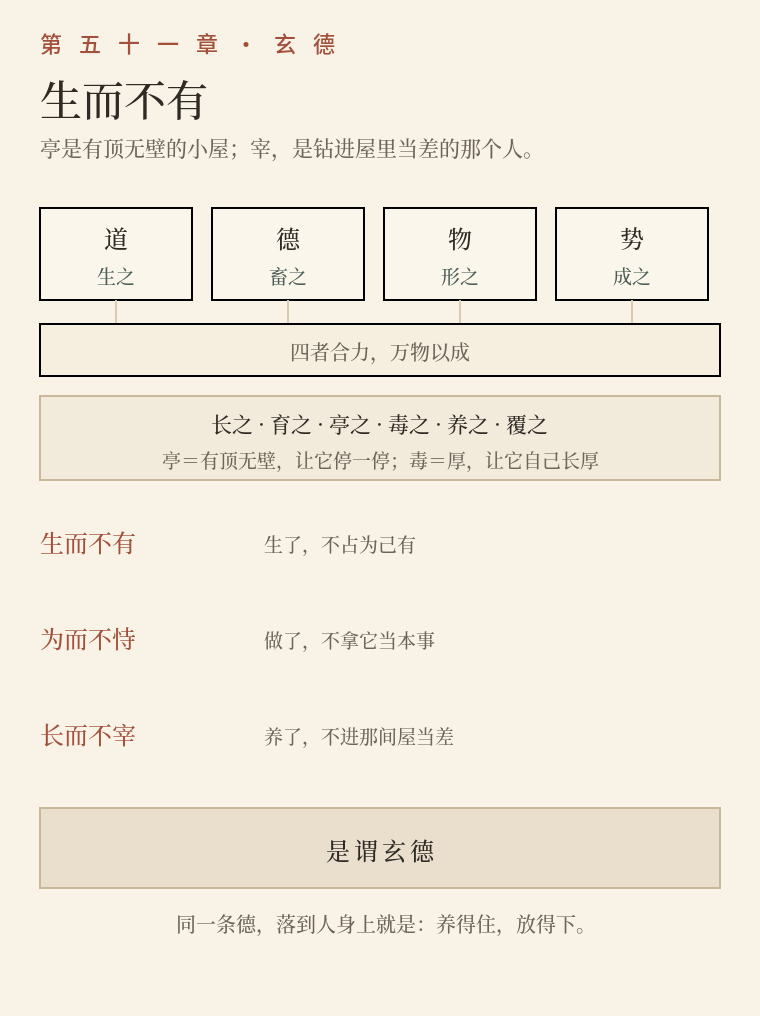 第五十一章·玄德
生而不有
亭是有顶无壁的小屋；宰，是钻进屋里当差的那个人。
道 德 物 势
生之 畜之 形之 成之
四者合力，万物以成
长之 · 育之 · 亭之 · 毒之 · 养之 · 覆之
亭＝有顶无壁，让它停一停；毒＝厚，让它自己长厚
生而不有 生了，不占为己有
为而不恃 做了，不拿它当本事
长而不宰 养了，不进那间屋当差
是谓玄德
同一条德，落到人身上就是：养得住，放得下。